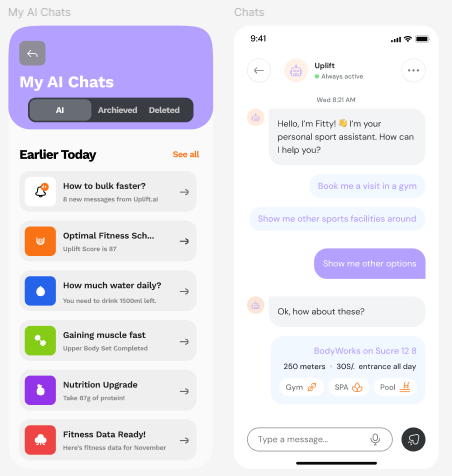 My AI Chats
My AI Chats
AI
Archieved
Deleted
Earlier Today
See all
How to bulk faster?
8 new messages from Uplift.ai
Optimal Fitness Sch...
Uplift Score is 87
How much water daily?
You need to drink 1500ml left.
Gaining muscle fast
Upper Body Set Completed
Nutrition Upgrade
Take 87g of protein!
Fitness Data Ready!
Here's fitness data for November
Chats
9:41
Uplift
Always active
Wed 8:21 AM
Hello, I'm Fitty! 👋 I'm your
personal sport assistant. How can
I help you?
Book me a visit in a gym
Show me other sports facilities around
Show me other options
Ok, how about these?
BodyWorks on Sucre 12 8
250 meters • 30S/. entrance all day
Gym
SPA
Pool
Type a message...